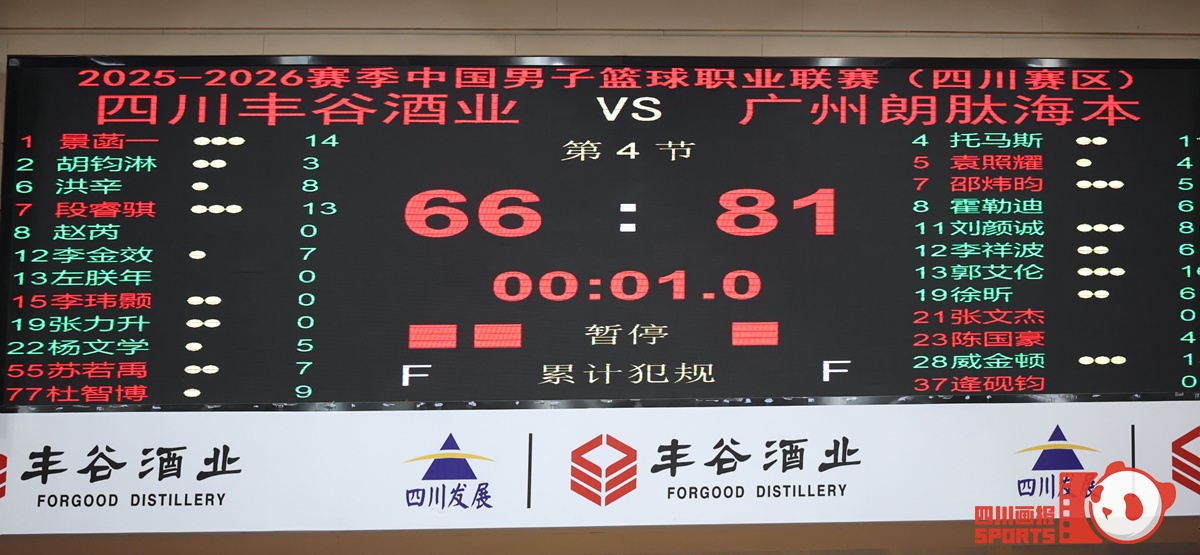 2025-2026赛季中国男子篮球职业联赛（四川赛区）
四川丰谷酒业 VS 广州朗肽海本
第4节
66 : 81
00:01.0
暂停
F 累计犯规 F
1 景菡一 14
2 胡钧淋 3
6 洪辛 8
7 段睿骐 13
8 赵芮 0
12 李金效 7
13 左朕年 0
15 李玮颢 0
19 张力升 0
22 杨文学 5
55 苏若禹 7
77 杜智博 9
4 托马斯
5 袁照耀 4
7 邵炜昀 5
8 霍勒迪 6
11 刘颜诚 8
12 李祥波 6
13 郭艾伦
19 徐昕 6
21 张文杰 0
23 陈国豪 4
28 威金顿
37 逄砚钧 0
丰谷酒业
FORGOOD DISTILLERY
四川发展
丰谷酒业
FORGOOD DISTILLERY
四川发展
四川画报
SPORTS